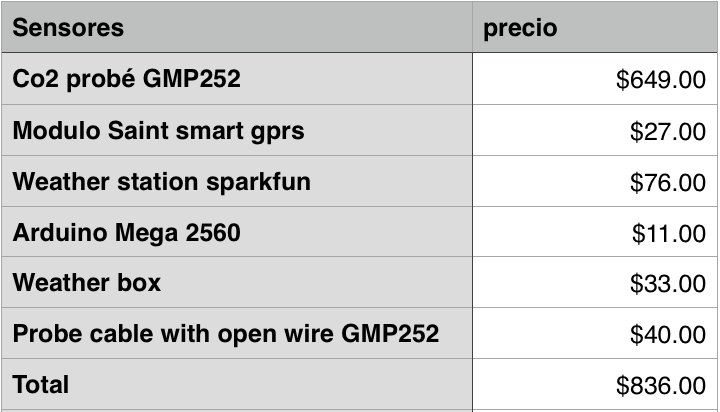 Sensores precio
Co2 probé GMP252 $649.00
Modulo Saint smart gprs $27.00
Weather station sparkfun $76.00
Arduino Mega 2560 $11.00
Weather box $33.00
Probe cable with open wire GMP252 $40.00
Total $836.00